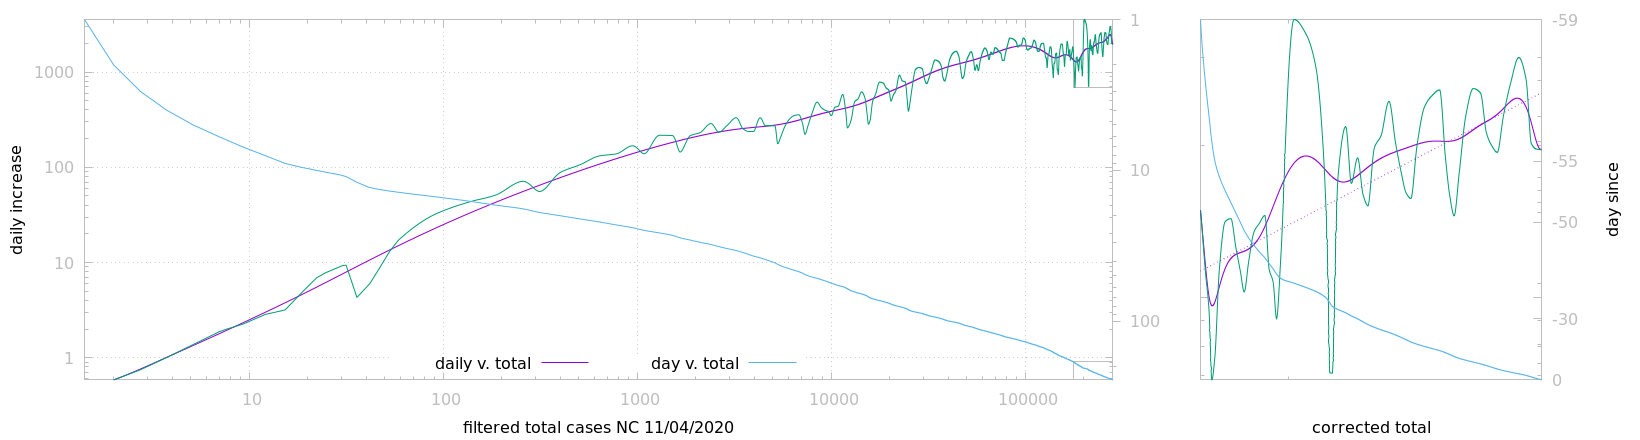 1
-59
1000
daily increase
100
10
-55
day since
-50
10
100
-30
1
daily v. total
day v. total
0
10
100
1000
10000
100000
filtered total cases NC 11/04/2020
corrected total